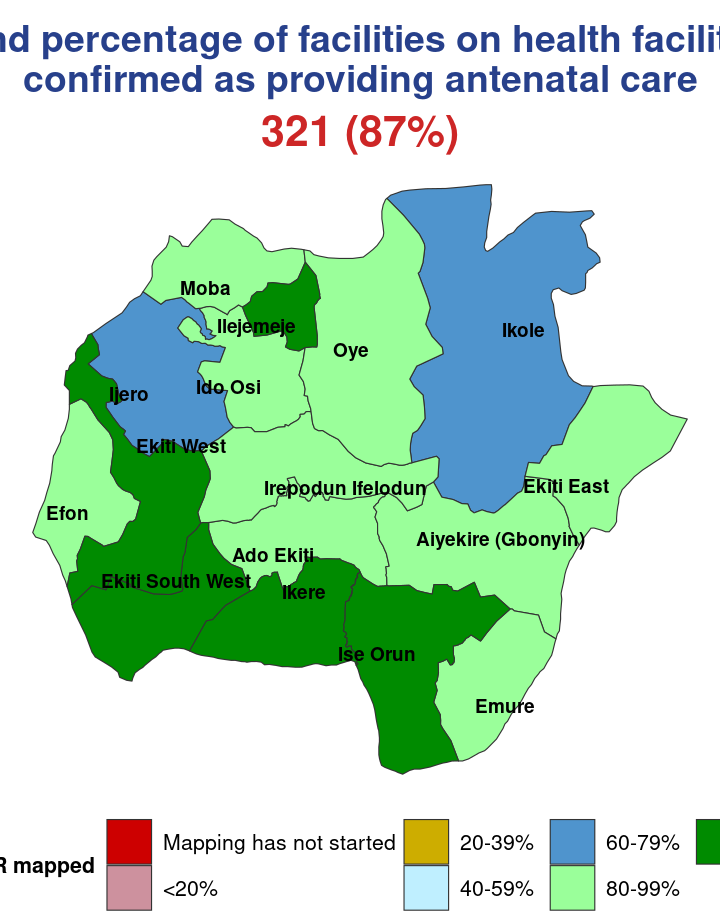 percentage of facilities on health
confirmed as providing antenatal care
321 (87%)
Moba
Ilejemeje
Ikole
Oye
Ido Osi
Ijero
Ekiti West
Irepodun Ifelodun
Ekiti East
Efon
Aiyekire (Gbonyin)
Ado Ekiti
Ekiti South West
Ikere
Ise Orun
Emure
Mapping has not started
20-39%
60-79%
mapped
<20%
40-59%
80-99%